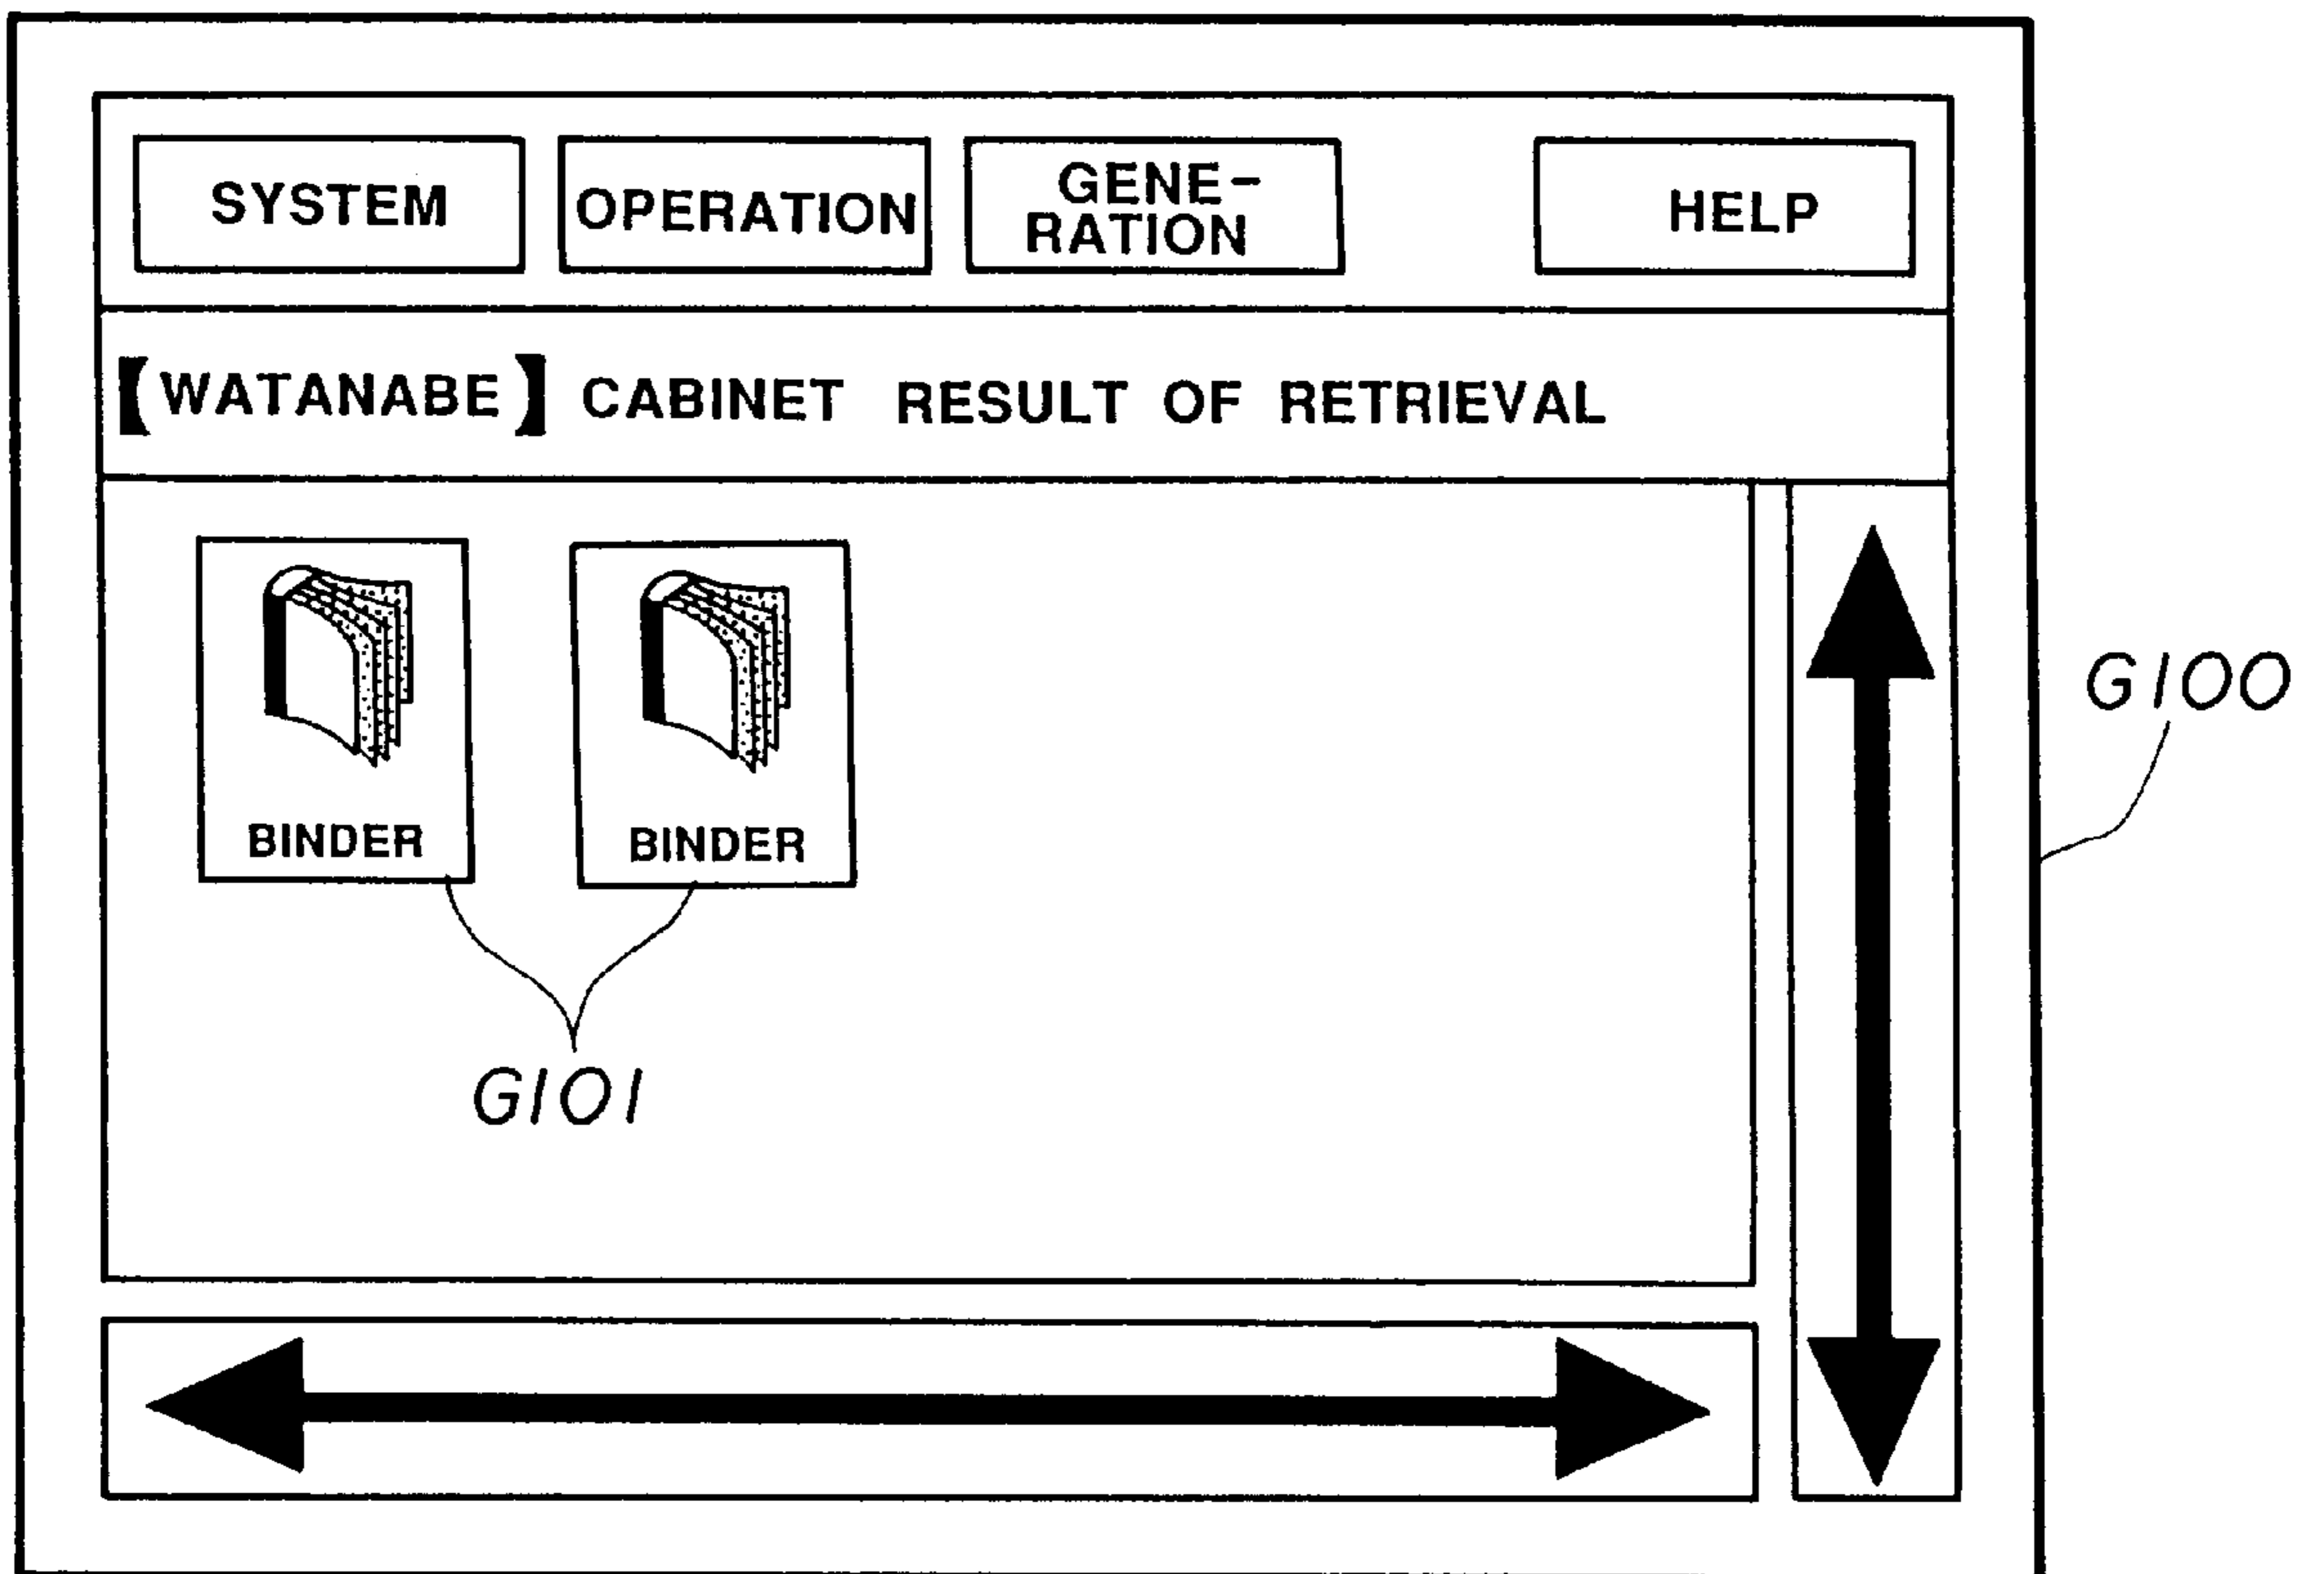 SYSTEM
OPERATION
GENE-
RATION
HELP
【WATANABE】 CABINET RESULT OF RETRIEVAL
BINDER
BINDER
G100
G101